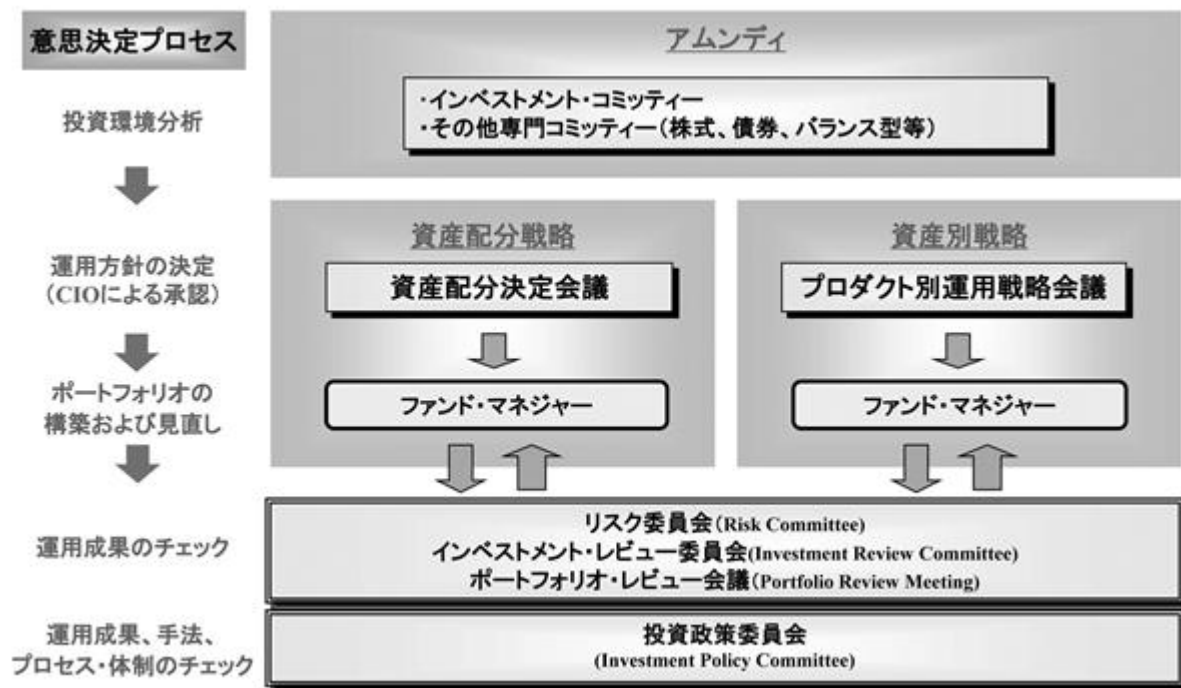 意思決定プロセス
アムンディ
投資環境分析
・インベストメント・コミッティー
・その他専門コミッティー（株式、債券、バランス型等）
資産配分戦略
資産別戦略
運用方針の決定
（CIOによる承認）
資産配分決定会議
プロダクト別運用戦略会議
ポートフォリオの
構築および見直し
ファンド・マネジャー
ファンド・マネジャー
運用成果のチェック
リスク委員会(Risk Committee)
インベストメント・レビュー委員会(Investment Review Committee)
ポートフォリオ・レビュー会議(Portfolio Review Meeting)
運用成果、手法、
プロセス・体制のチェック
投資政策委員会
(Investment Policy Committee)